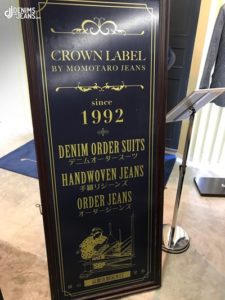 DENIMS
JEANS
CROWN LABEL
BY MOMOTARO JEANS
since
1992
DENIM ORDER SUITS
デニムオーダースーツ
HANDWOVEN JEANS
手織りジーンズ
ORDER JEANS
オーダージーンズ